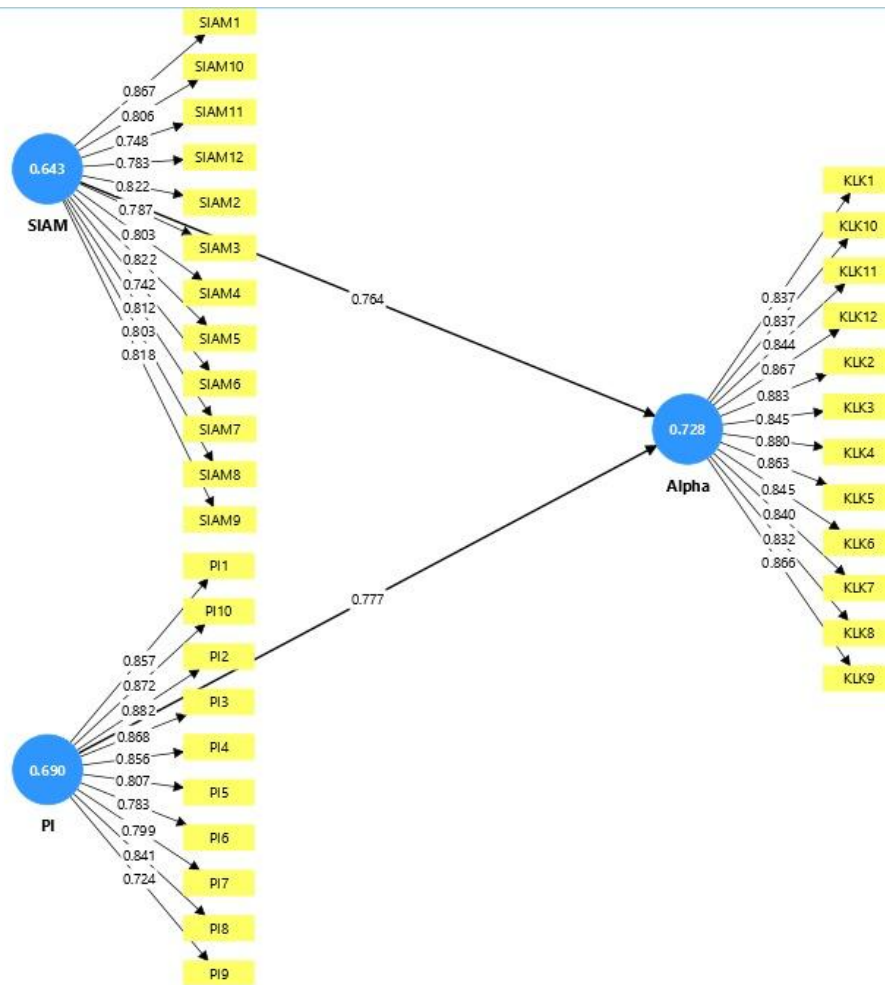 SIAM1
SIAM10
SIAM11
SIAM12
SIAM2
SIAM3
SIAM4
SIAM5
SIAM6
SIAM7
SIAM8
SIAM9
0.867
0.806
0.748
0.783
0.822
0.787
0.803
0.822
0.742
0.812
0.803
0.818
0.643
SIAM
0.764
PI1
PI10
PI2
PI3
PI4
PI5
PI6
PI7
PI8
PI9
0.857
0.872
0.882
0.868
0.856
0.807
0.783
0.799
0.841
0.724
0.690
PI
0.777
0.728
Alpha
0.837
0.837
0.844
0.867
0.883
0.845
0.880
0.863
0.845
0.840
0.832
0.866
KLK1
KLK10
KLK11
KLK12
KLK2
KLK3
KLK4
KLK5
KLK6
KLK7
KLK8
KLK9